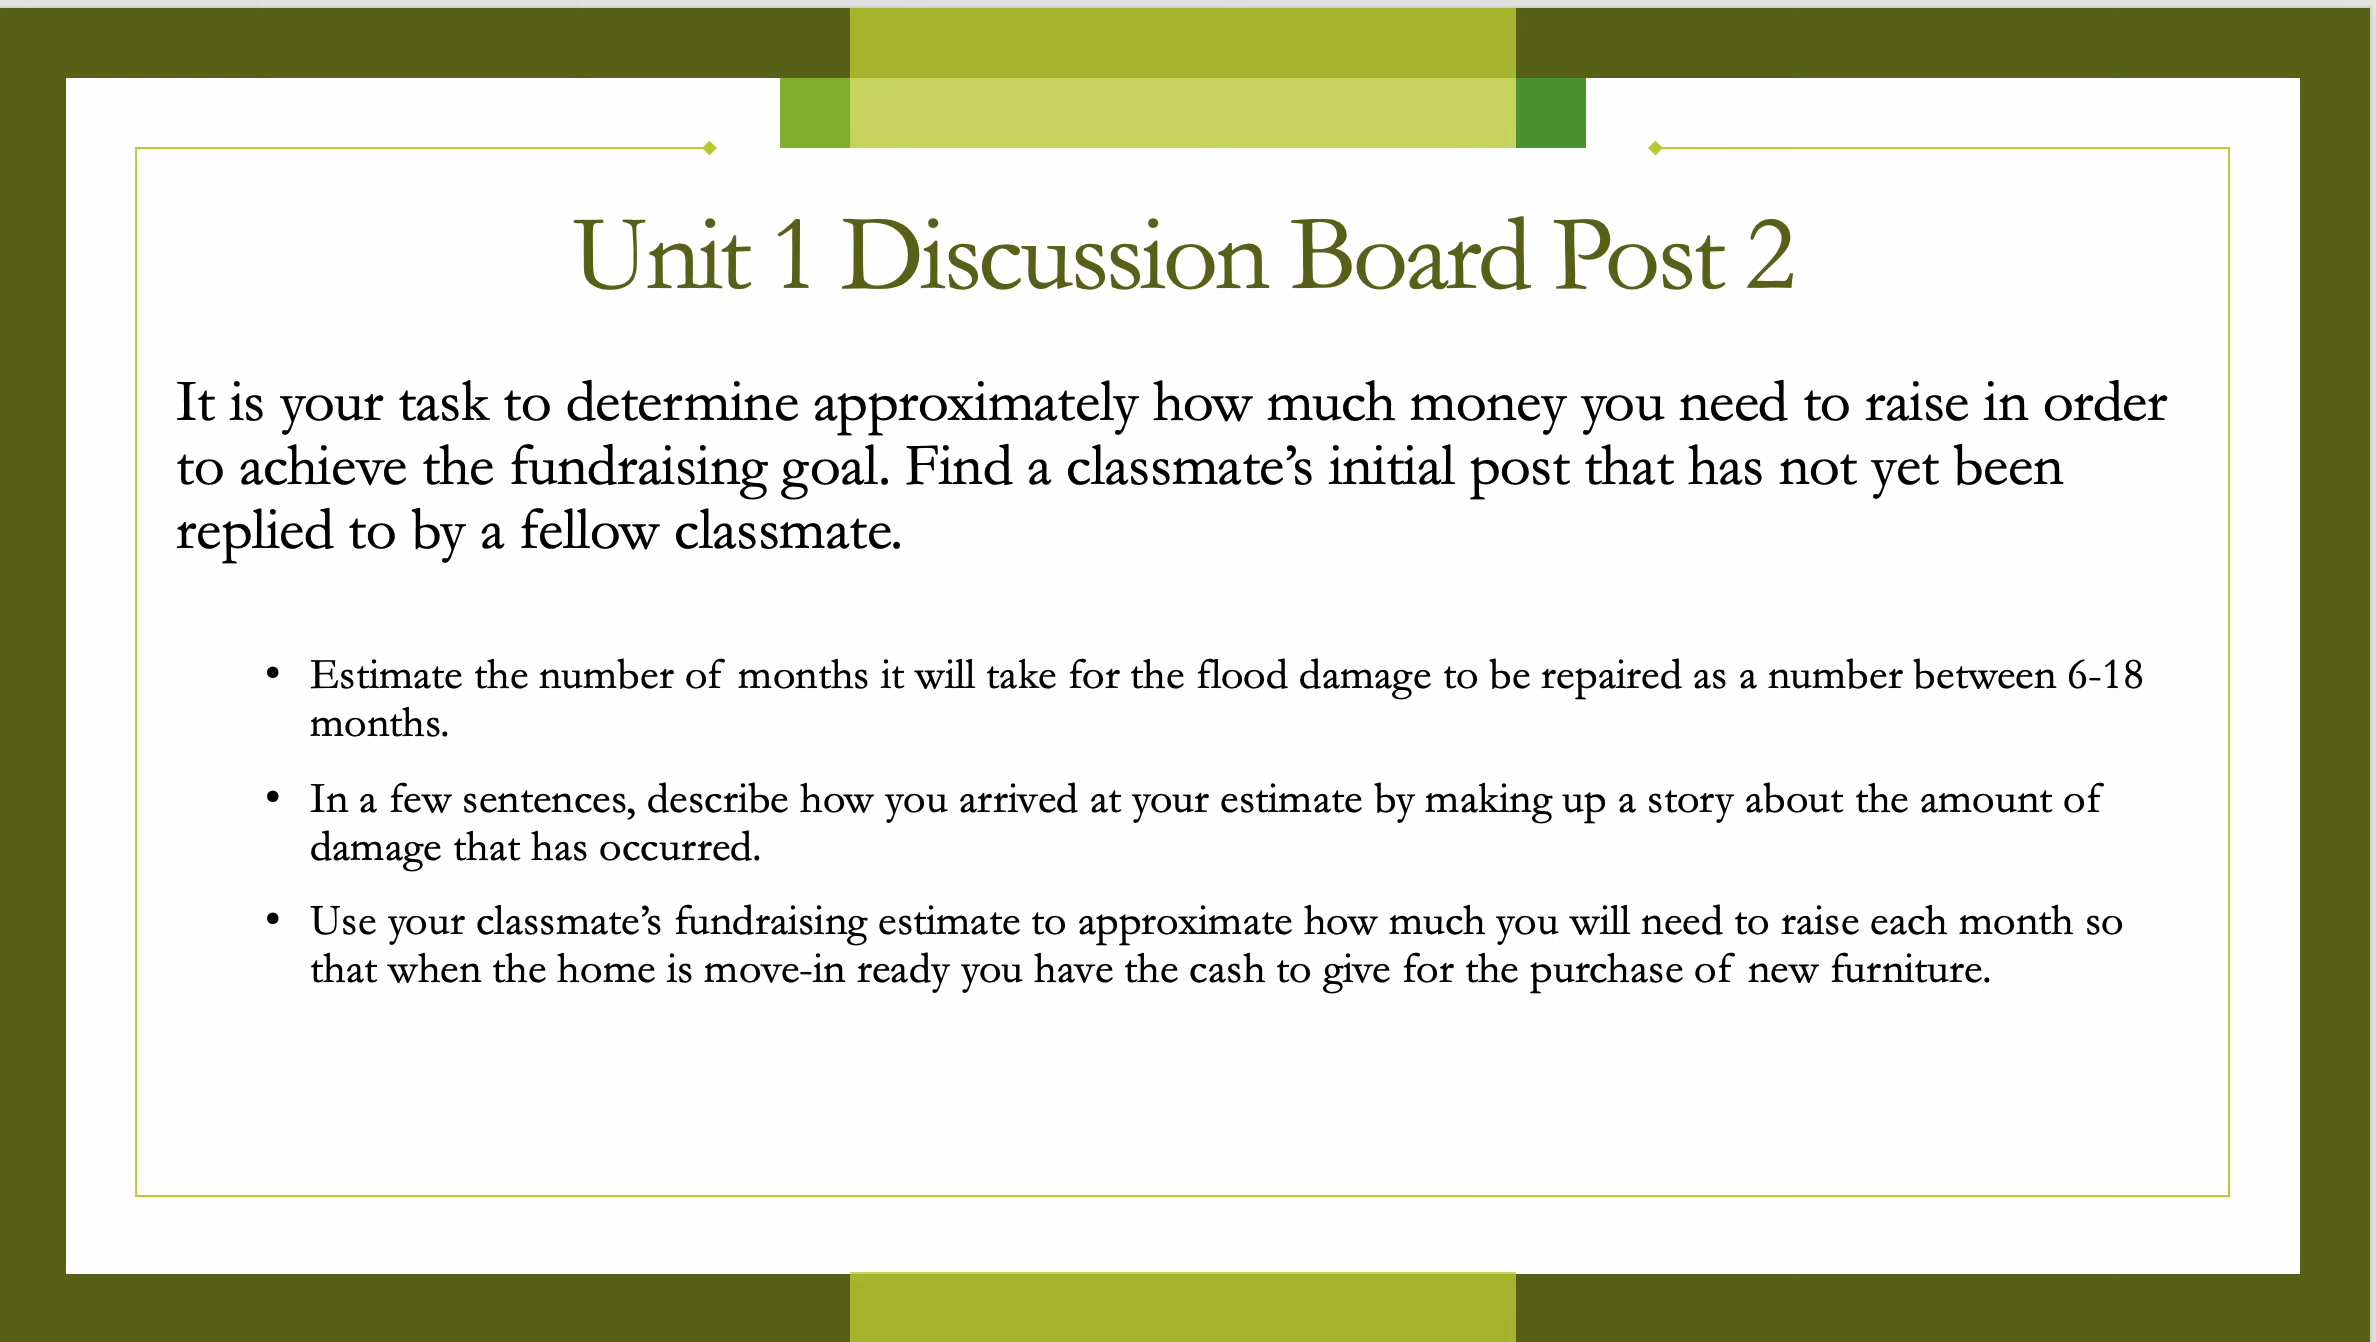 Unit 1 Discussion Board Post 2
It is your task to determine approximately how much money you need to raise in order
to achieve the fundraising goal. Find a classmate’s initial post that has not yet been
replied to by a fellow classmate.
• Estimate the number of months it will take for the flood damage to be repaired as a number between 6-18
months.
• In a few sentences, describe how you arrived at your estimate by making up a story about the amount of
damage that has occurred.
• Use your classmate’s fundraising estimate to approximate how much you will need to raise each month so
that when the home is move-in ready you have the cash to give for the purchase of new furniture.